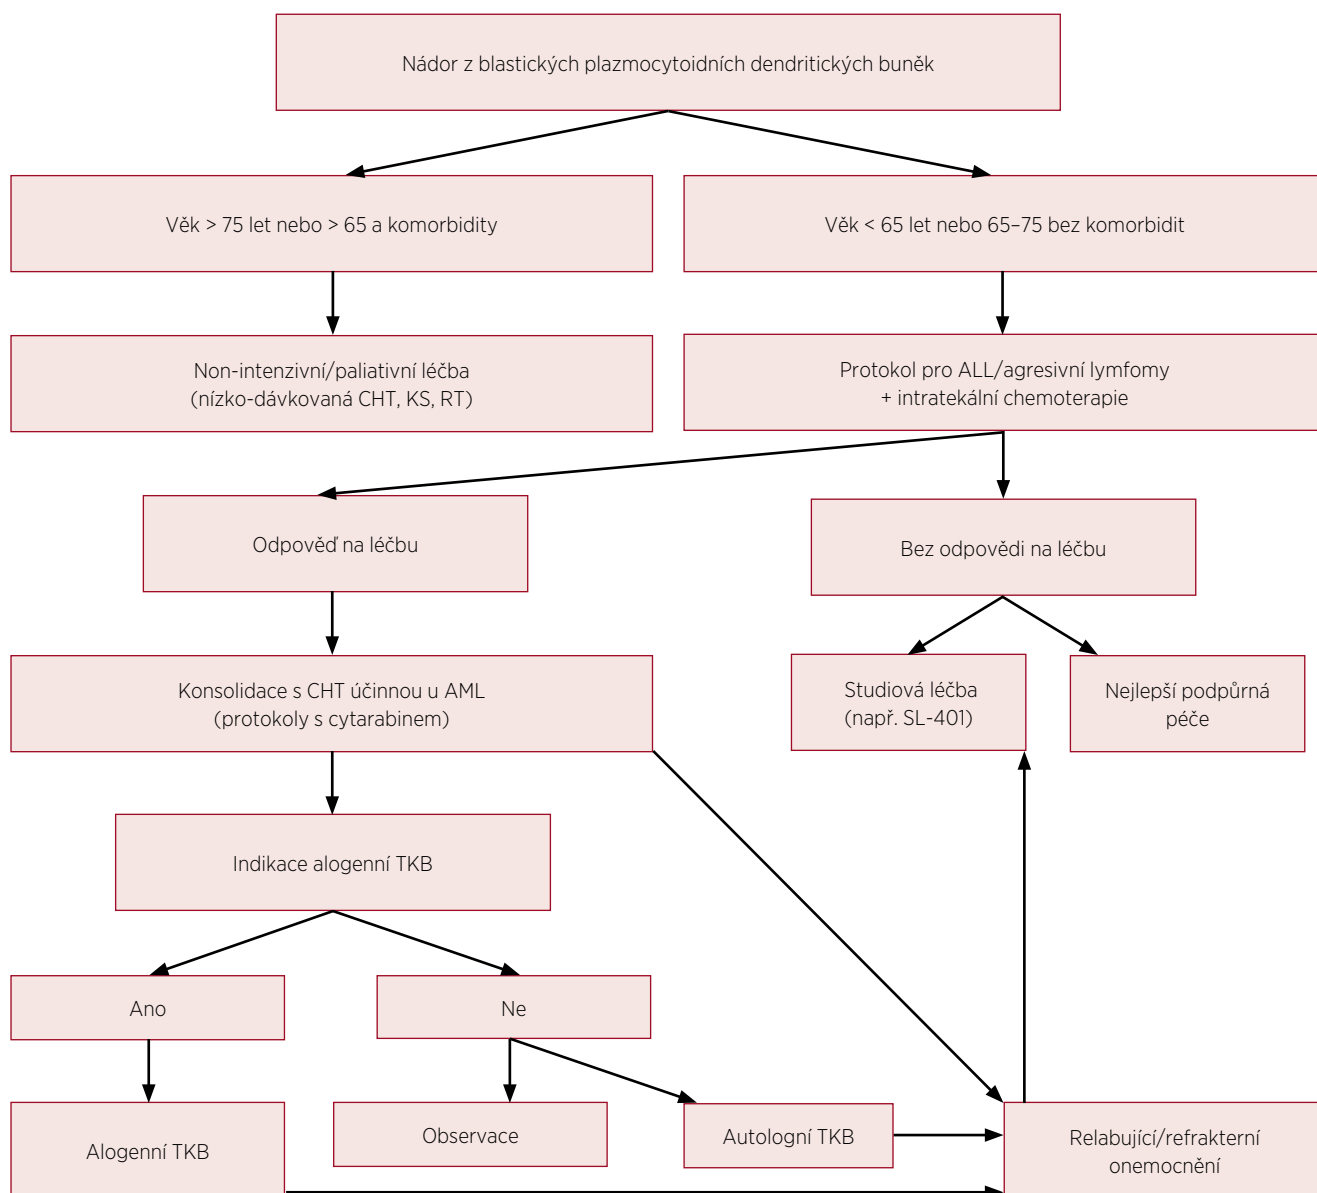 Nádor z blastických plazmocytoidních dendritických buněk
Věk > 75 let nebo > 65 a komorbidity
Věk < 65 let nebo 65–75 bez komorbidit
Non-intenzivní/paliativní léčba
(nízko-dávkovaná CHT, KS, RT)
Protokol pro ALL/agresivní lymfomy
+ intratekální chemoterapie
Odpověď na léčbu
Bez odpovědi na léčbu
Konsolidace s CHT účinnou u AML
(protokoly s cytarabinem)
Studiová léčba
(např. SL-401)
Nejlepší podpůrná
péče
Indikace alogenní TKB
Ano
Ne
Alogenní TKB
Observace
Autologní TKB
Relabující/refrakterní
onemocnění